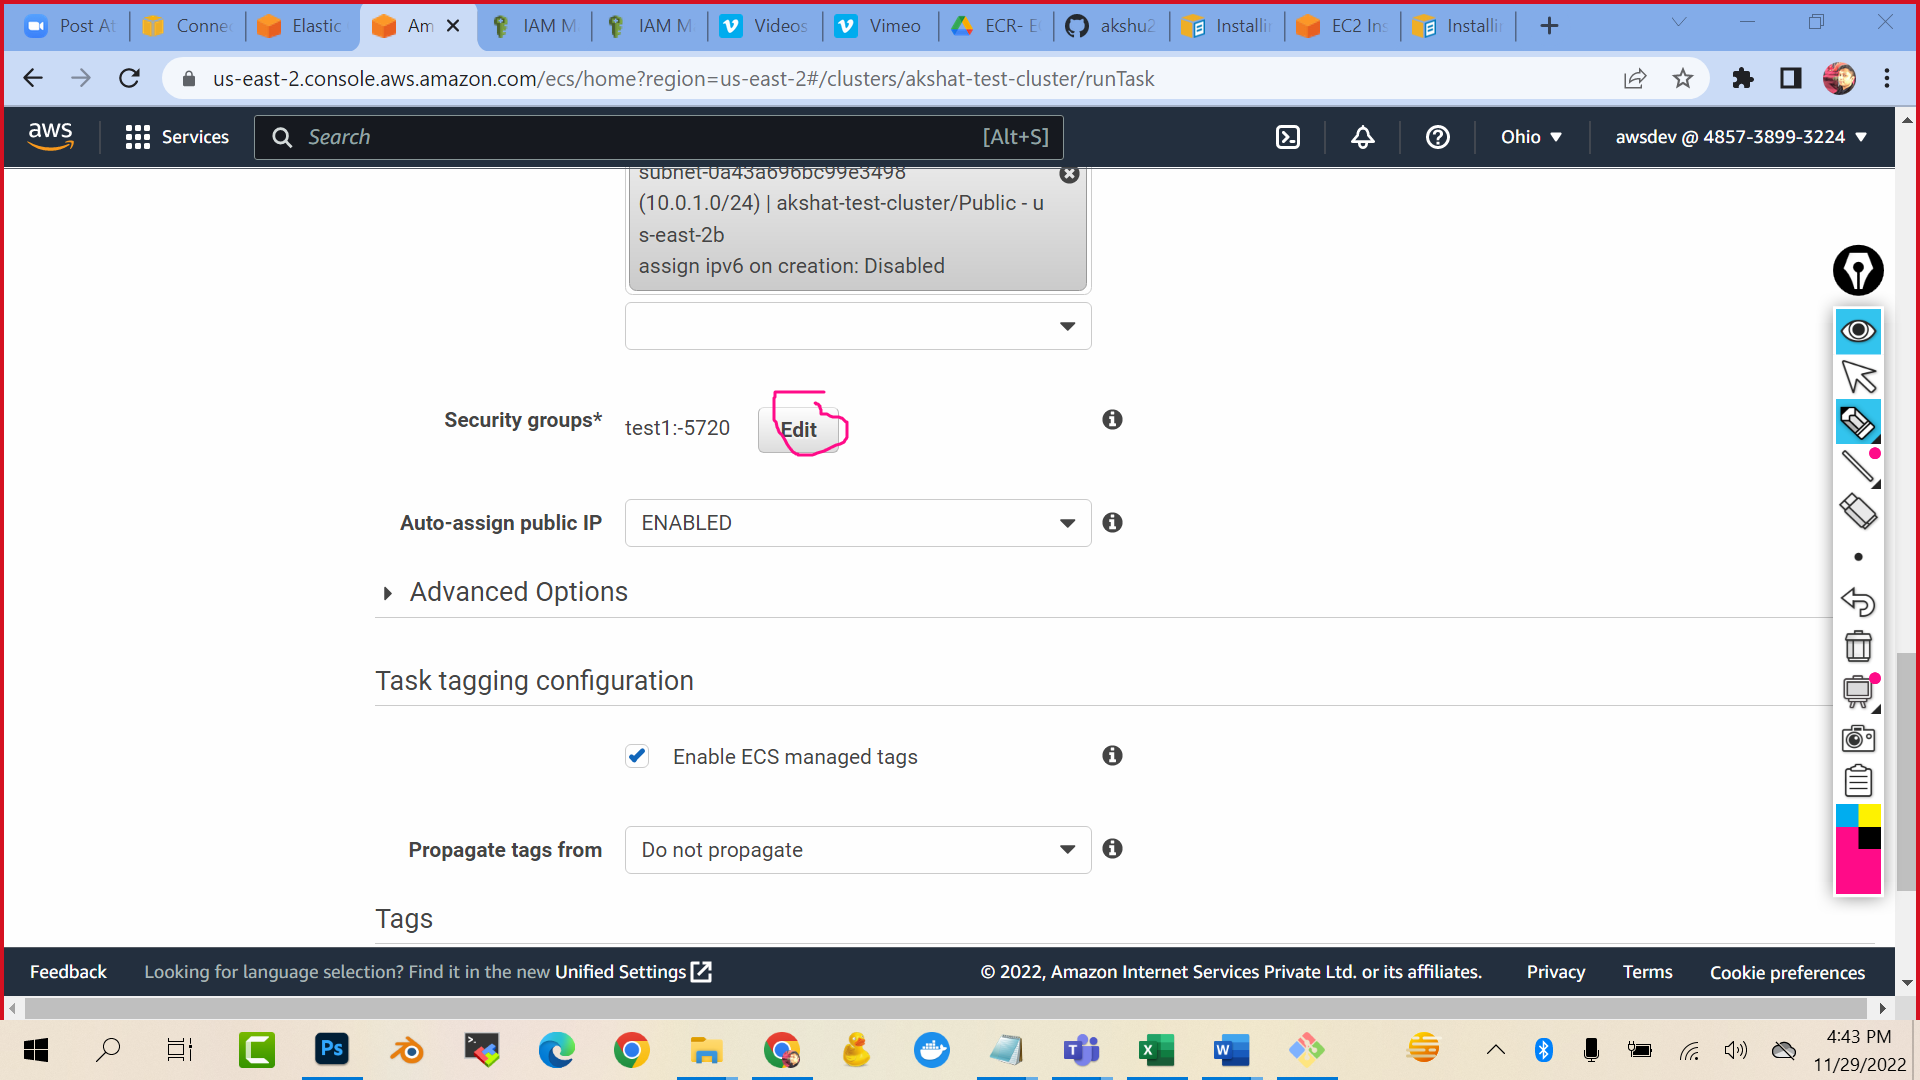 Post At
Conne
Elastic
Am
IAM M
IAM M
Videos
Vimeo
ECR- E
akshu2
Installi
EC2 Ins
Installi
us-east-2.console.aws.amazon.com/ecs/home?region=us-east-2#/clusters/akshat-test-cluster/runTask
aws
Services
Search
[Alt+S]
Ohio
awsdev @ 4857-3899-3224
subnet-0a43a696bc99e3498
(10.0.1.0/24) | akshat-test-cluster/Public - u
s-east-2b
assign ipv6 on creation: Disabled
Security groups*
test1:-5720
Edit
Auto-assign public IP
ENABLED
Advanced Options
Task tagging configuration
Enable ECS managed tags
Propagate tags from
Do not propagate
Tags
Feedback
Looking for language selection? Find it in the new Unified Settings
© 2022, Amazon Internet Services Private Ltd. or its affiliates.
Privacy
Terms
Cookie preferences
Ps
4:43 PM
11/29/2022